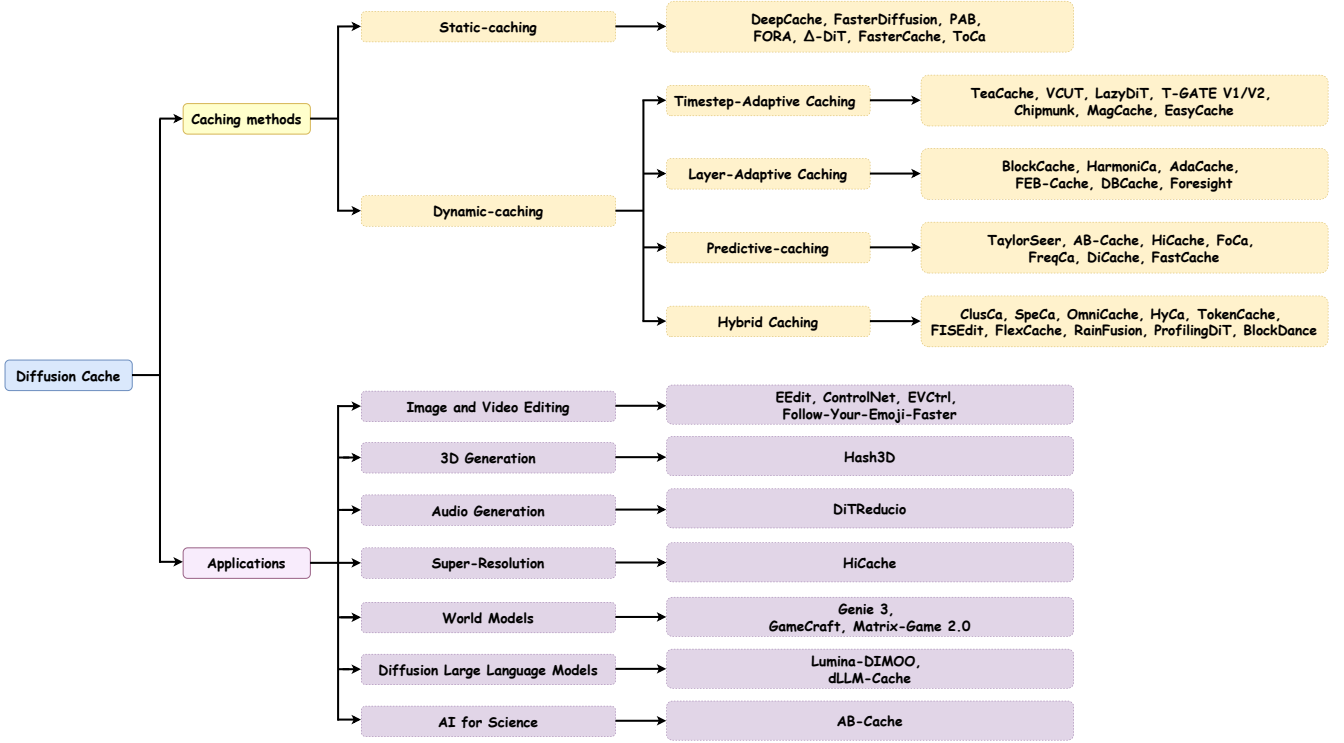 Diffusion Cache
Caching methods
Static-caching
DeepCache, FasterDiffusion, PAB,
FORA, Δ-DiT, FasterCache, ToCa
Dynamic-caching
Timestep-Adaptive Caching
TeaCache, VCUT, LazyDiT, T-GATE V1/V2,
Chipmunk, MagCache, EasyCache
Layer-Adaptive Caching
BlockCache, HarmoniCa, AdaCache,
FEB-Cache, DBCache, Foresight
Predictive-caching
TaylorSeer, AB-Cache, HiCache, FoCa,
FreqCa, DiCache, FastCache
Hybrid Caching
ClusCa, SpeCa, OmniCache, HyCa, TokenCache,
FISEdit, FlexCache, RainFusion, ProfilingDiT, BlockDance
Applications
Image and Video Editing
EEdit, ControlNet, EVCtrl,
Follow-Your-Emoji-Faster
3D Generation
Hash3D
Audio Generation
DiTReducio
Super-Resolution
HiCache
World Models
Genie 3,
GameCraft, Matrix-Game 2.0
Diffusion Large Language Models
Lumina-DIMOO,
dLLM-Cache
AI for Science
AB-Cache